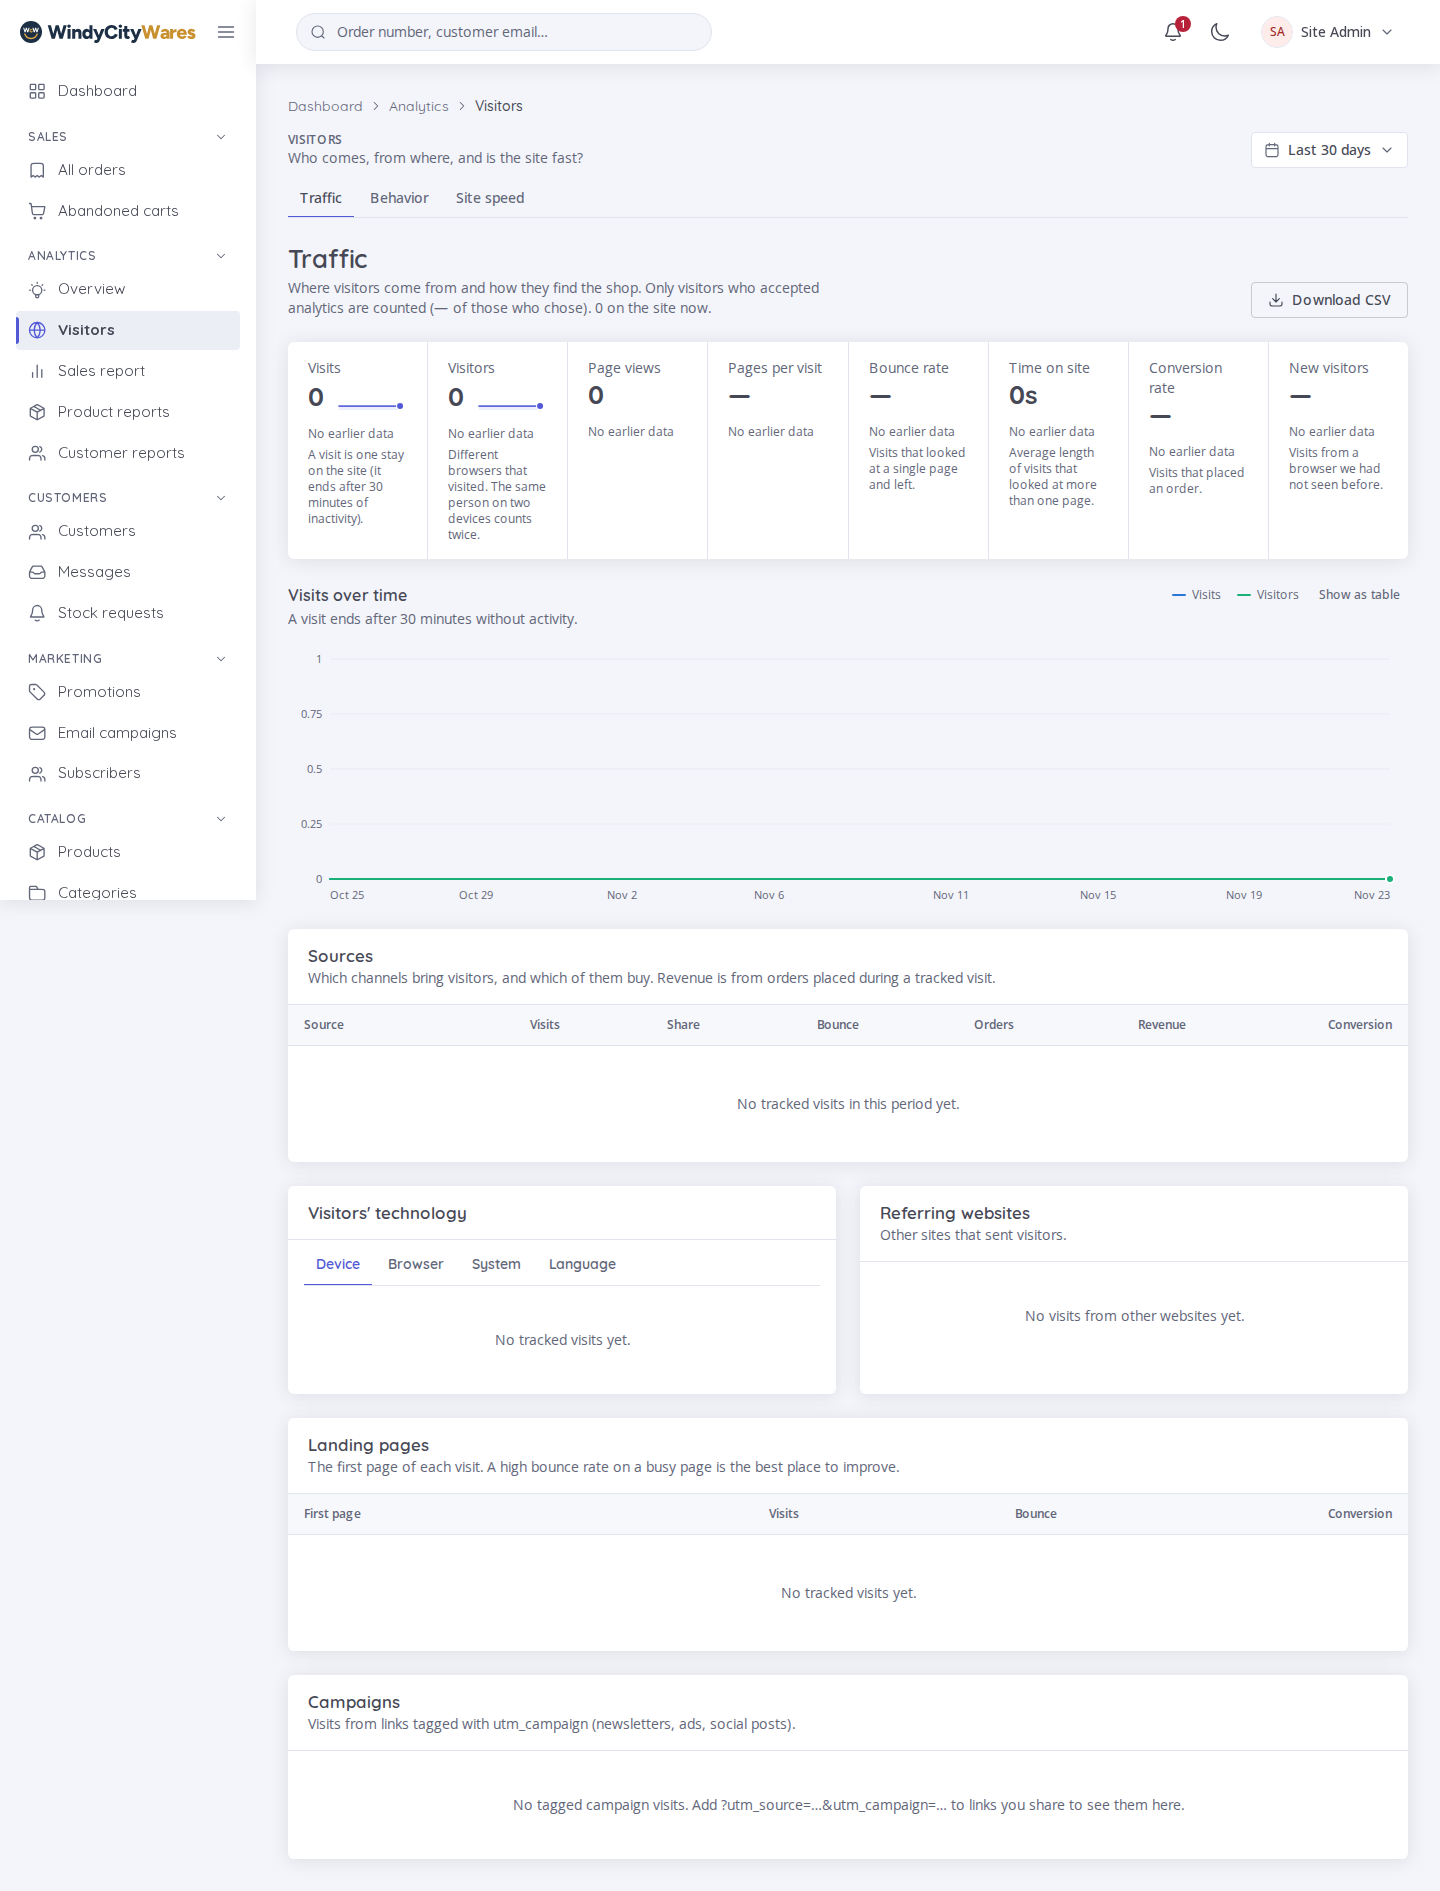 WindyCityWares
Order number, customer email...
1
SA
Site Admin
Dashboard
SALES
All orders
Abandoned carts
ANALYTICS
Overview
Visitors
Sales report
Product reports
Customer reports
CUSTOMERS
Customers
Messages
Stock requests
MARKETING
Promotions
Email campaigns
Subscribers
CATALOG
Products
Categories
Dashboard > Analytics > Visitors
VISITORS
Who comes, from where, and is the site fast?
Last 30 days
Traffic Behavior Site speed
Traffic
Where visitors come from and how they find the shop. Only visitors who accepted
analytics are counted (— of those who chose). 0 on the site now.
Download CSV
Visits
0
No earlier data
A visit is one stay
on the site (it
ends after 30
minutes of
inactivity).
Visitors
0
No earlier data
Different
browsers that
visited. The same
person on two
devices counts
twice.
Page views
0
No earlier data
Pages per visit
—
No earlier data
Bounce rate
—
No earlier data
Visits that looked
at a single page
and left.
Time on site
0s
No earlier data
Average length
of visits that
looked at more
than one page.
Conversion
rate
—
No earlier data
Visits that placed
an order.
New visitors
—
No earlier data
Visits from a
browser we had
not seen before.
Visits over time
A visit ends after 30 minutes without activity.
Visits Visitors Show as table
1
0.75
0.5
0.25
0
Oct 25 Oct 29 Nov 2 Nov 6 Nov 11 Nov 15 Nov 19 Nov 23
Sources
Which channels bring visitors, and which of them buy. Revenue is from orders placed during a tracked visit.
Source Visits Share Bounce Orders Revenue Conversion
No tracked visits in this period yet.
Visitors' technology
Device Browser System Language
No tracked visits yet.
Referring websites
Other sites that sent visitors.
No visits from other websites yet.
Landing pages
The first page of each visit. A high bounce rate on a busy page is the best place to improve.
First page Visits Bounce Conversion
No tracked visits yet.
Campaigns
Visits from links tagged with utm_campaign (newsletters, ads, social posts).
No tagged campaign visits. Add ?utm_source=...&utm_campaign=... to links you share to see them here.